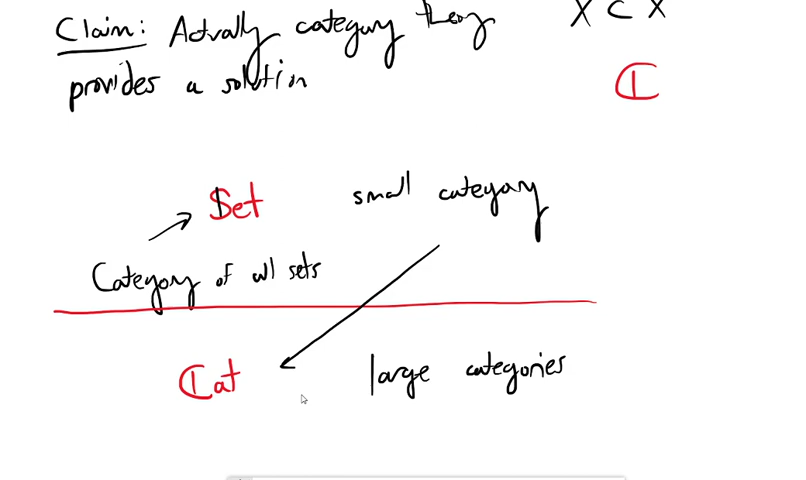 Claim: Actually category theory
provides a solution
X ⊂ X
ℂ
Set small category
Category of all sets
ℂat large categories